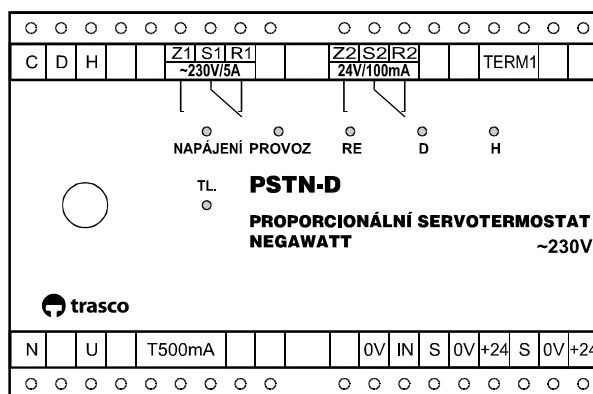 C D H Z1 S1 R1 Z2 S2 R2 TERM1
~230V/5A 24V/100mA
NAPÁJENÍ PROVOZ RE D H
TL. PSTN-D
PROPORCIONÁLNÍ SERVOTERMOSTAT
NEGAWATT ~230V
trasco
N U T500mA 0V IN S 0V +24 S 0V +24